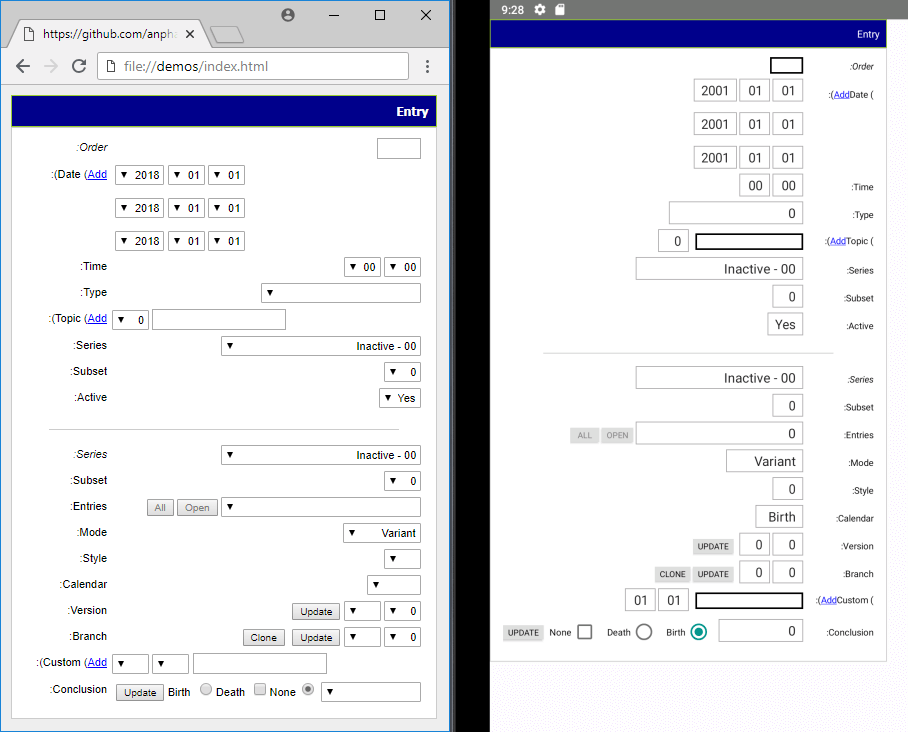 https://github.com/anph
file://demos/index.html
Entry
:Order
:(Date (Add ▼ 2018 ▼ 01 ▼ 01
▼ 2018 ▼ 01 ▼ 01
▼ 2018 ▼ 01 ▼ 01
:Time ▼ 00 ▼ 00
:Type ▼
:(Topic (Add ▼ 0
:Series ▼ Inactive - 00
:Subset ▼ 0
:Active ▼ Yes
:Series ▼ Inactive - 00
:Subset ▼ 0
:Entries All Open ▼
:Mode ▼ Variant
:Style ▼
:Calendar ▼
:Version Update ▼ ▼ 0
:Branch Clone Update ▼ ▼ 0
:(Custom (Add ▼ ▼
:Conclusion Update Birth Death None ▼
9:28
Entry
:Order
2001 01 01 :(AddDate (
2001 01 01
2001 01 01
00 00 :Time
0 :Type
0 :(AddTopic (
Inactive - 00 :Series
0 :Subset
Yes :Active
Inactive - 00 :Series
0 :Subset
ALL OPEN 0 :Entries
Variant :Mode
0 :Style
Birth :Calendar
UPDATE 0 0 :Version
CLONE UPDATE 0 0 :Branch
01 01 :(AddCustom (
UPDATE None Death Birth 0 :Conclusion